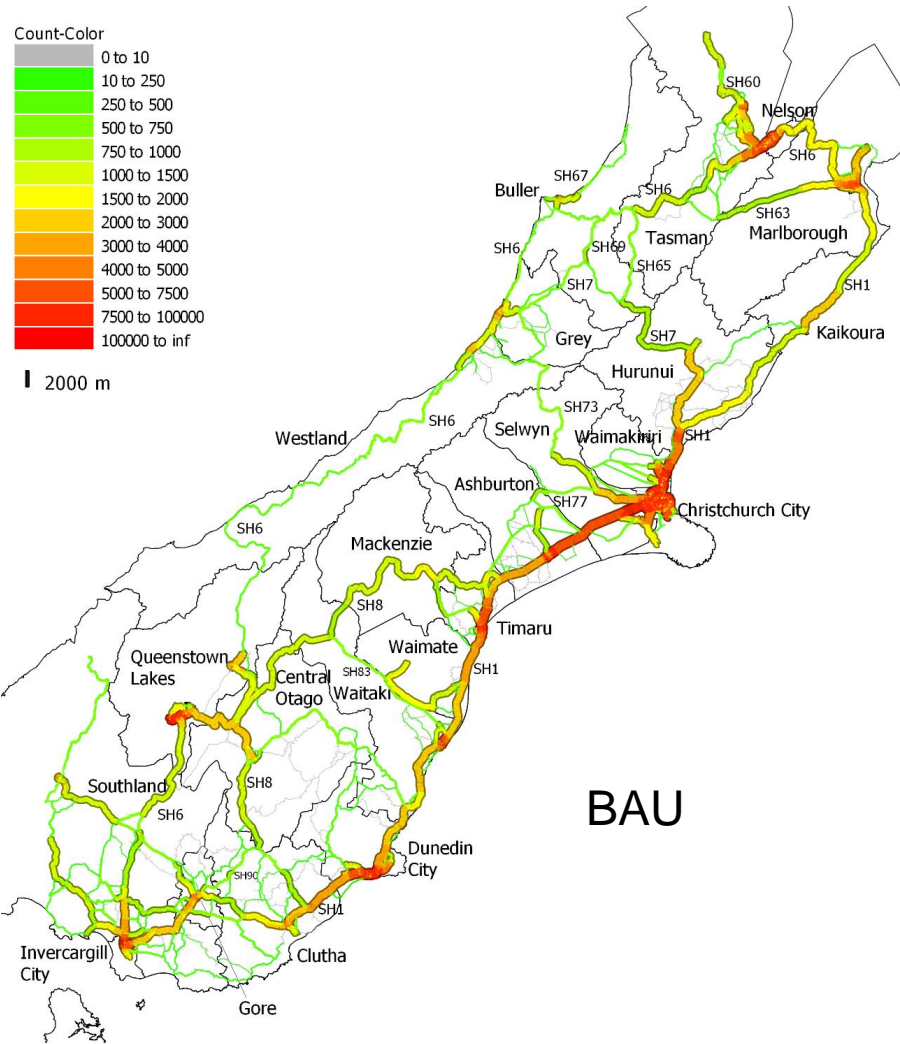 Count-Color
0 to 10
10 to 250
250 to 500
500 to 750
750 to 1000
1000 to 1500
1500 to 2000
2000 to 3000
3000 to 4000
4000 to 5000
5000 to 7500
7500 to 100000
100000 to inf
2000 m
SH60
Nelson
SH6
SH67
Buller
SH6
SH63
Tasman
Marlborough
SH6
SH69
SH65
SH7
SH1
Kaikoura
Grey
SH7
Hurunui
SH73
SH6
Westland
Selwyn
Waimakiriri
SH1
Ashburton
SH77
Christchurch City
SH6
Mackenzie
SH8
Timaru
Waimate
Queenstown
Lakes
SH83
SH1
Central
Otago
Waitaki
Southland
SH8
SH6
BAU
Dunedin
City
SH90
SH1
Invercargill
City
Clutha
Gore